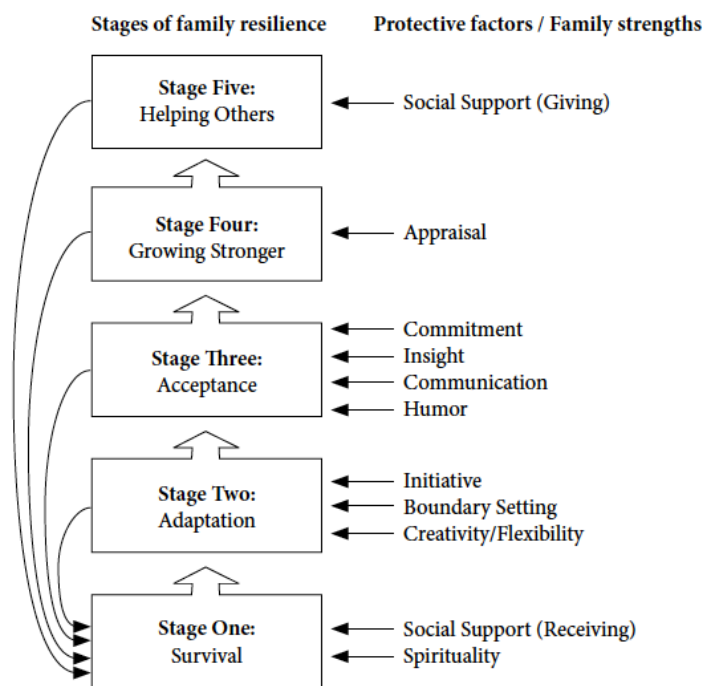 Stages of family resilience
Protective factors / Family strengths
Stage Five:
Helping Others
Social Support (Giving)
Stage Four:
Growing Stronger
Appraisal
Stage Three:
Acceptance
Commitment
Insight
Communication
Humor
Stage Two:
Adaptation
Initiative
Boundary Setting
Creativity/Flexibility
Stage One:
Survival
Social Support (Receiving)
Spirituality